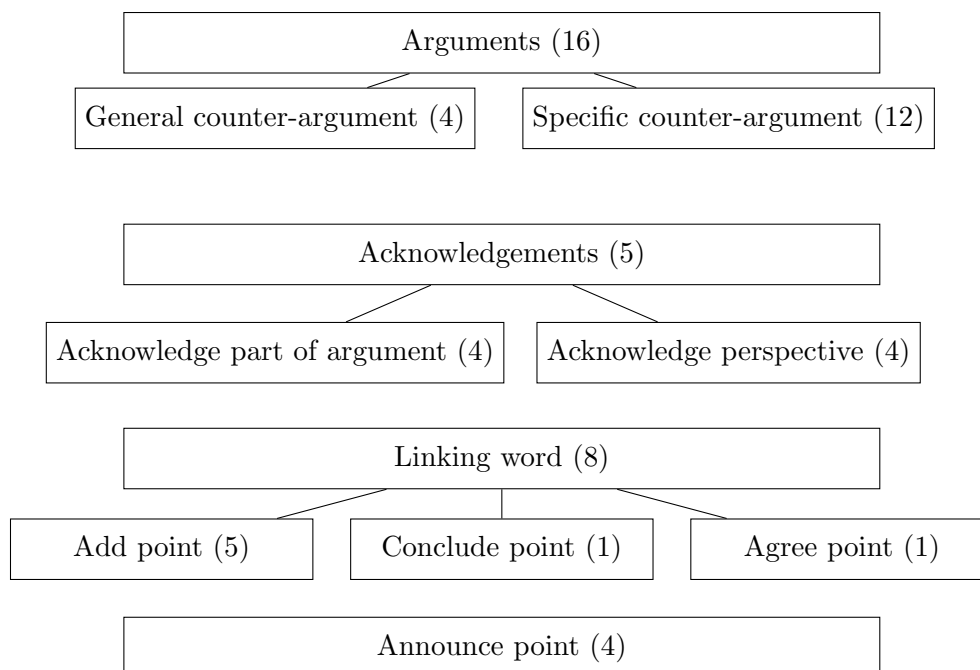 Arguments (16)
General counter-argument (4) Specific counter-argument (12)
Acknowledgements (5)
Acknowledge part of argument (4) Acknowledge perspective (4)
Linking word (8)
Add point (5) Conclude point (1) Agree point (1)
Announce point (4)